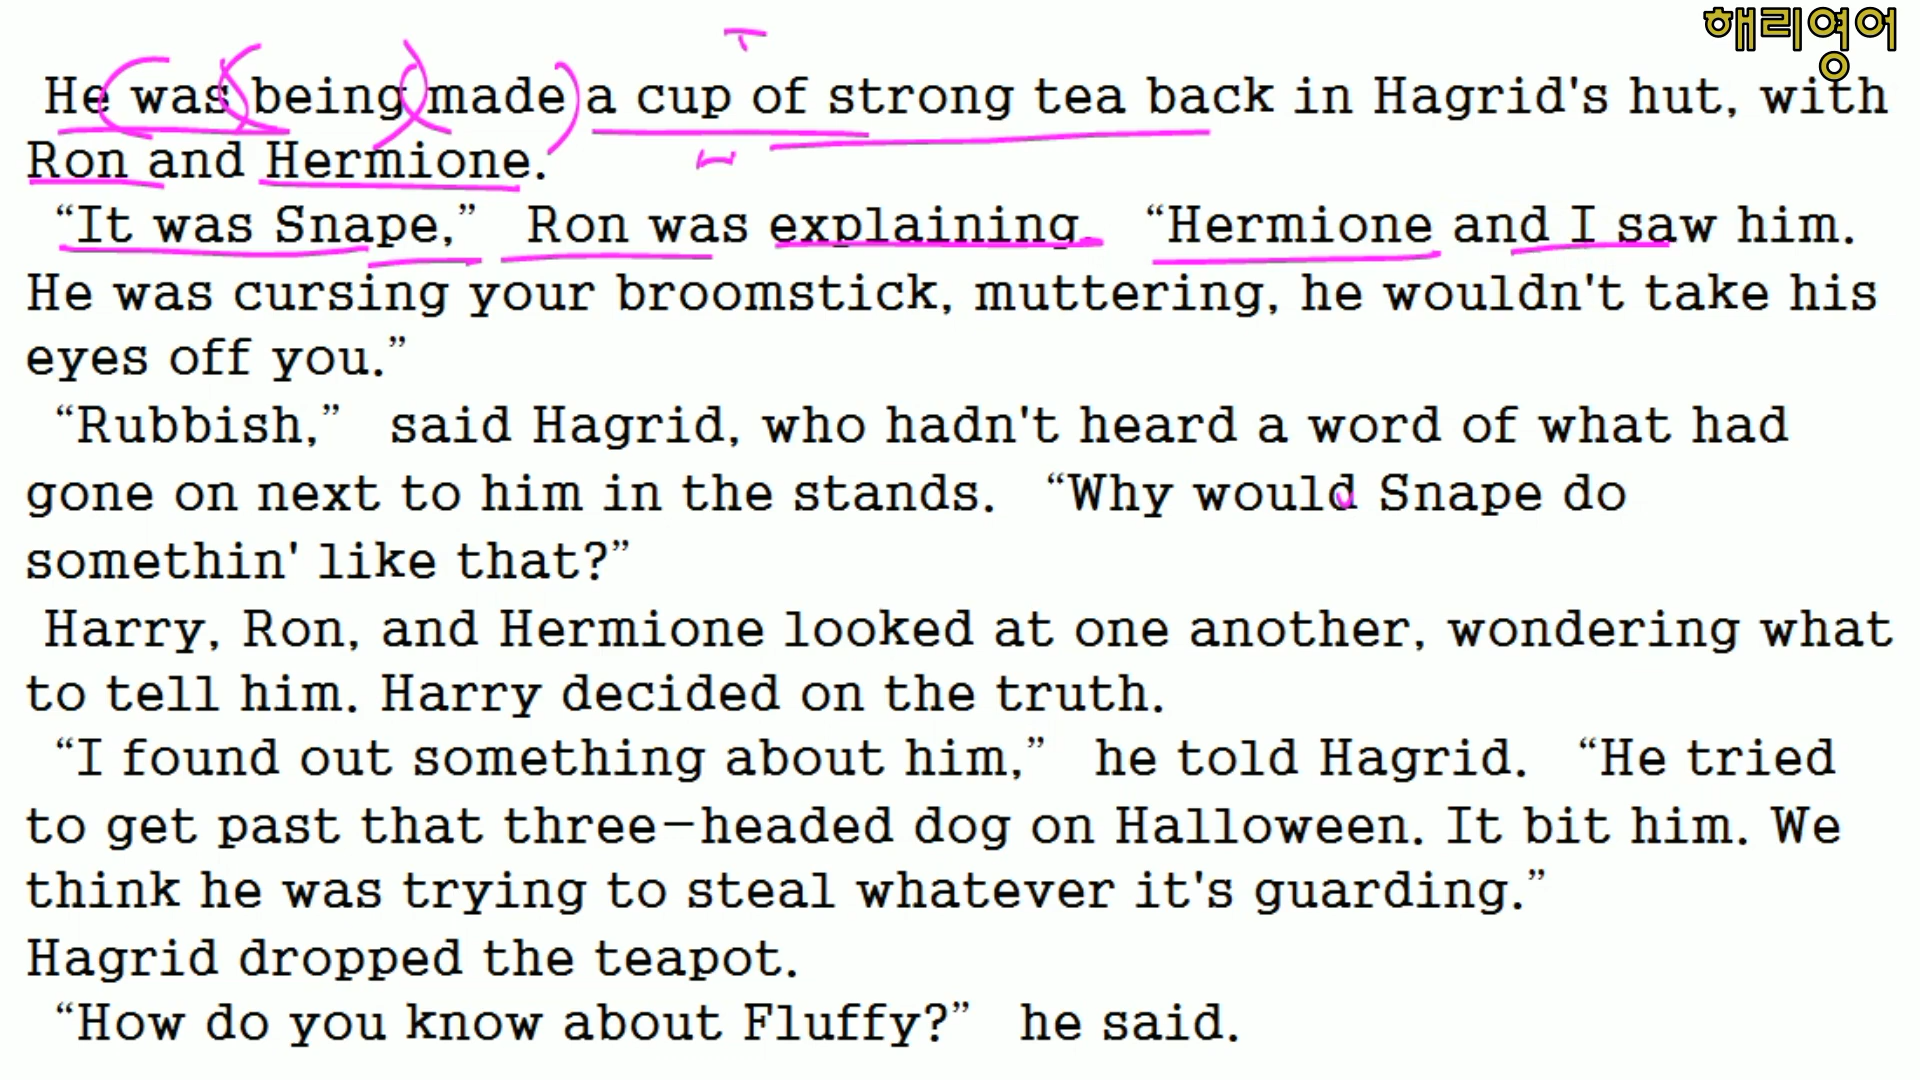 해리영어
He was being made a cup of strong tea back in Hagrid's hut, with
Ron and Hermione.
“It was Snape,” Ron was explaining. “Hermione and I saw him.
He was cursing your broomstick, muttering, he wouldn't take his
eyes off you.”
“Rubbish,” said Hagrid, who hadn't heard a word of what had
gone on next to him in the stands. “Why would Snape do
somethin' like that?”
Harry, Ron, and Hermione looked at one another, wondering what
to tell him. Harry decided on the truth.
“I found out something about him,” he told Hagrid. “He tried
to get past that three-headed dog on Halloween. It bit him. We
think he was trying to steal whatever it's guarding.”
Hagrid dropped the teapot.
“How do you know about Fluffy?” he said.